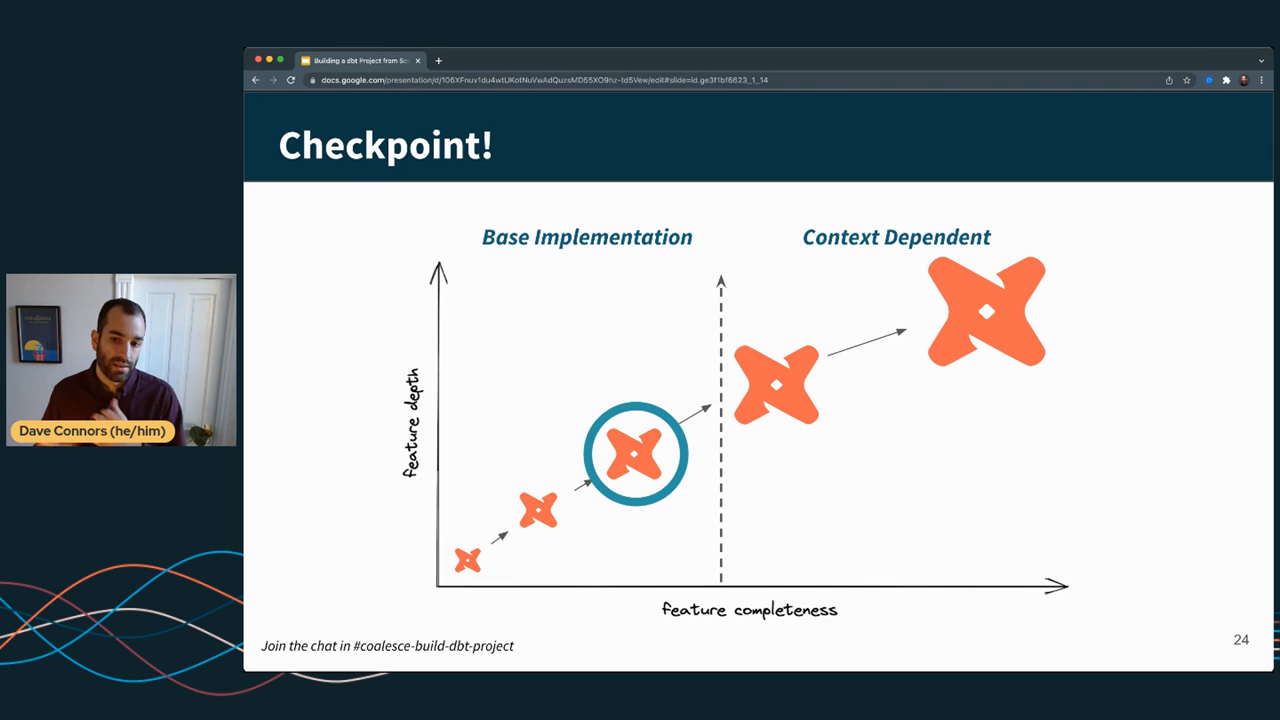 Building a dbt Project from Scr
docs.google.com/presentation/d/106XFnuv1du4wtUKotNuVwAdQuzsMD55XO9hz-td5Vew/edit#slide=id.ge3f1bf6623_1_14
Checkpoint!
Base Implementation
Context Dependent
feature depth
Dave Connors (he/him)
feature completeness
Join the chat in #coalesce-build-dbt-project
24